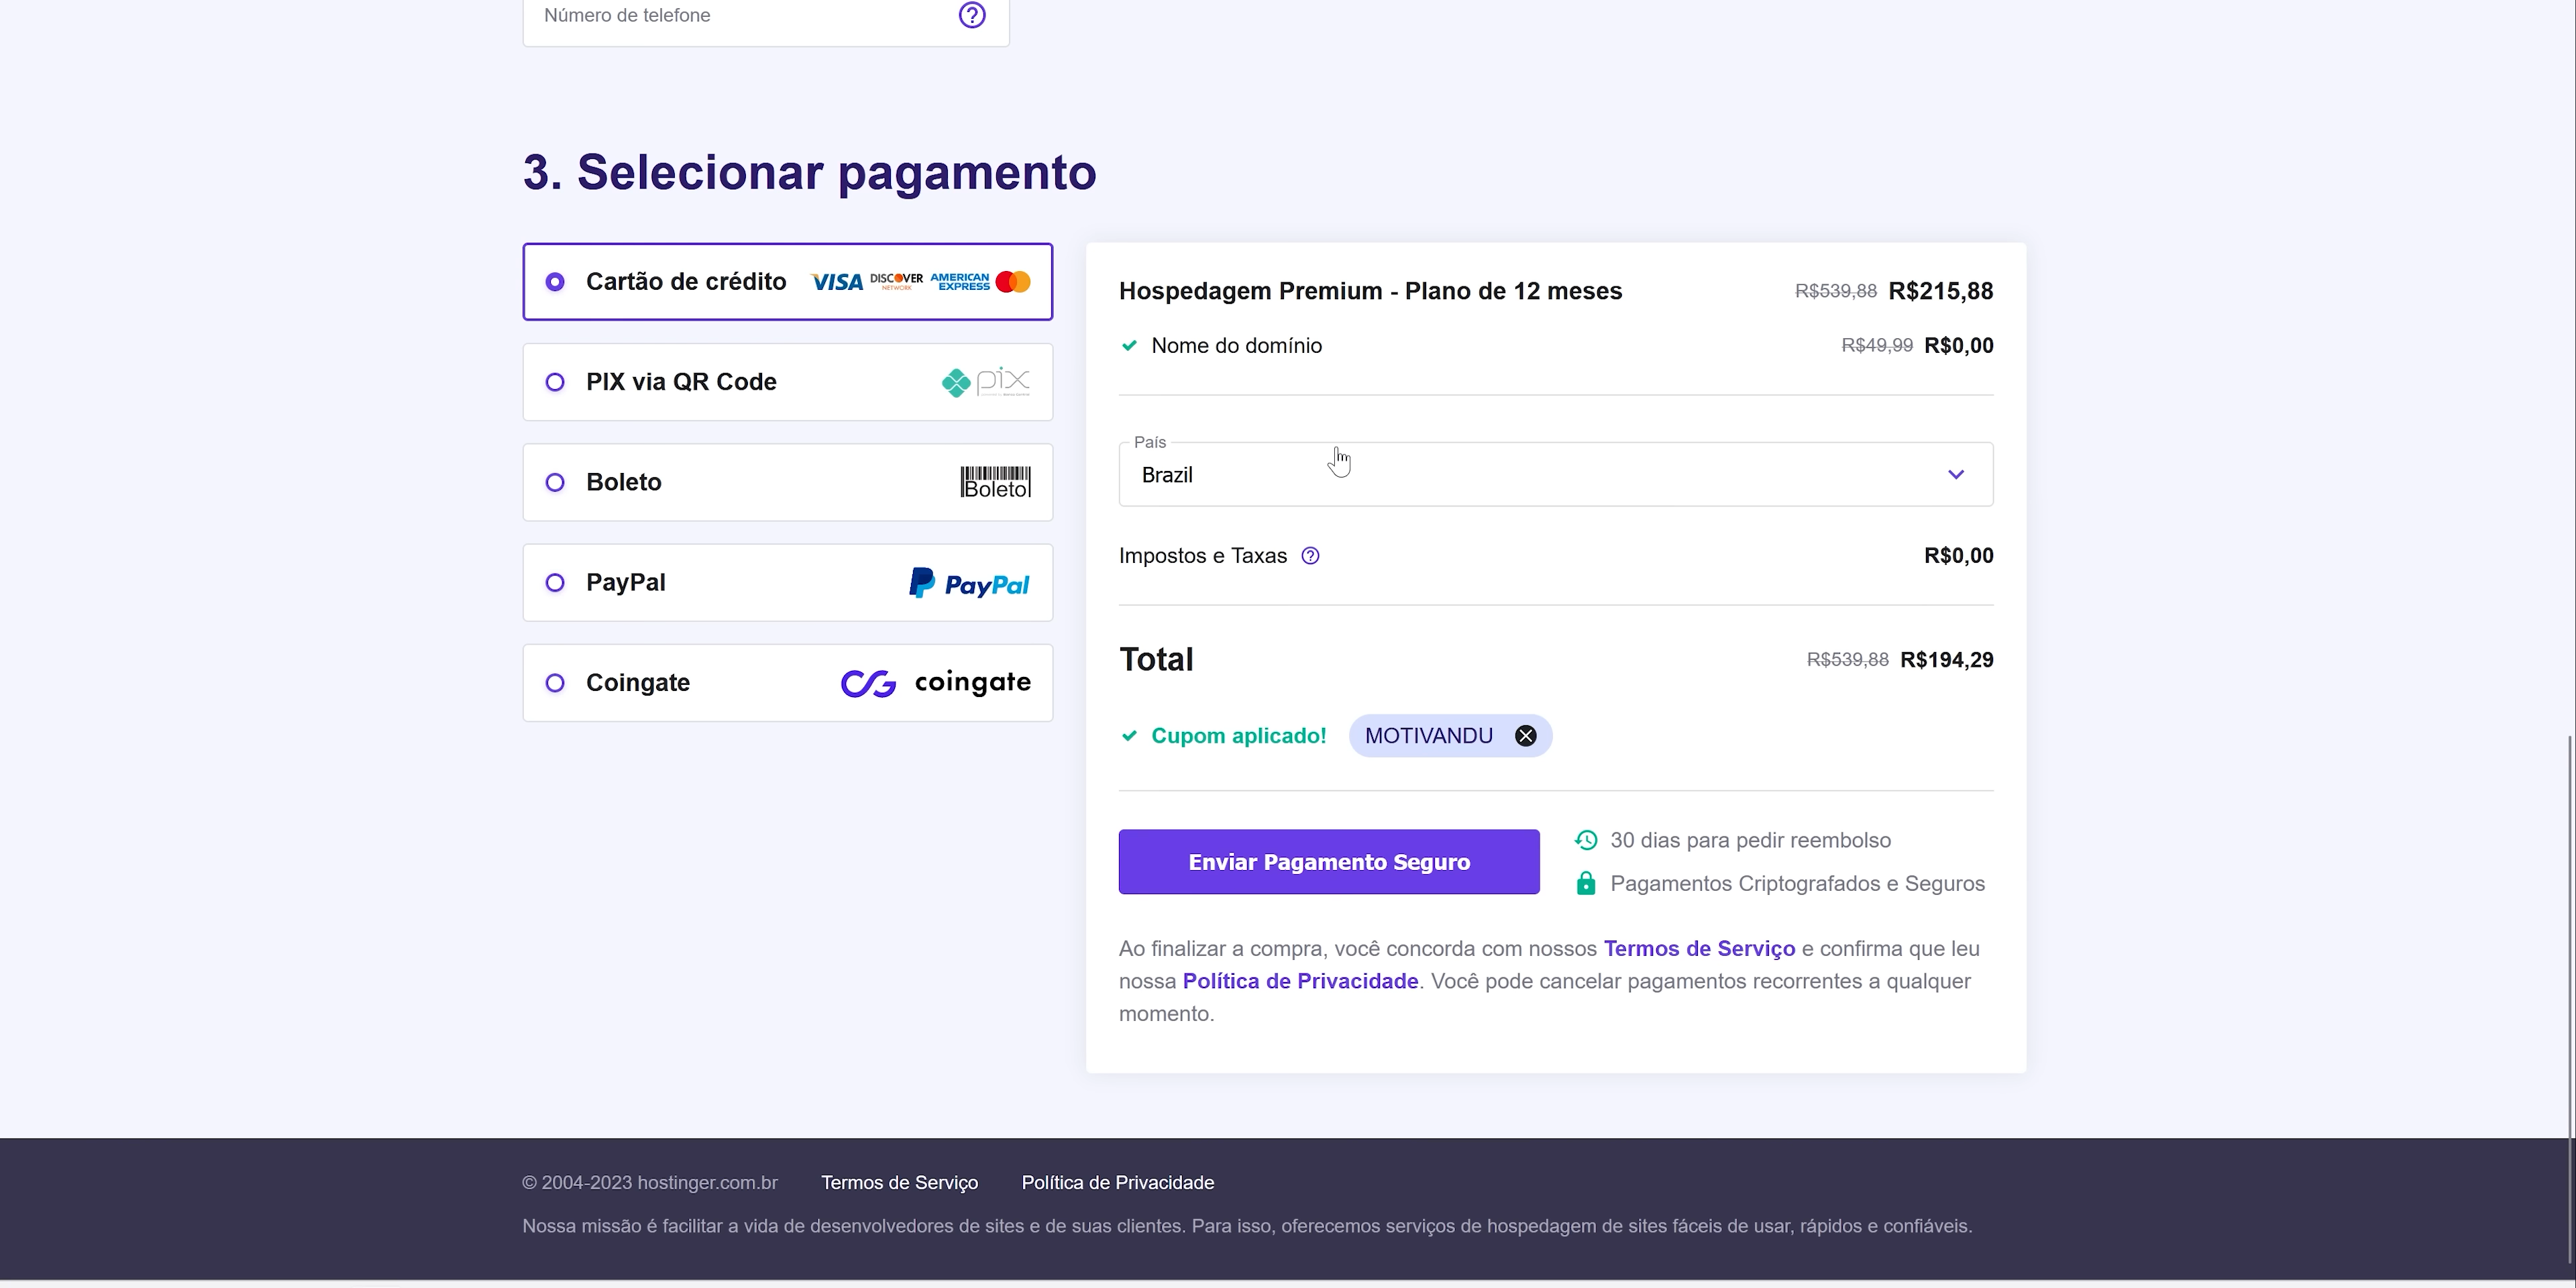 Número de telefone
3. Selecionar pagamento
Cartão de crédito VISA DISCOVER NETWORK AMERICAN EXPRESS
PIX via QR Code pix
Boleto Boleto
PayPal PayPal
Coingate coingate
Hospedagem Premium - Plano de 12 meses R$539,88 R$215,88
Nome do domínio R$49,99 R$0,00
País
Brazil
Impostos e Taxas R$0,00
Total R$539,88 R$194,29
Cupom aplicado! MOTIVANDU
Enviar Pagamento Seguro
30 dias para pedir reembolso
Pagamentos Criptografados e Seguros
Ao finalizar a compra, você concorda com nossos Termos de Serviço e confirma que leu
nossa Política de Privacidade. Você pode cancelar pagamentos recorrentes a qualquer
momento.
© 2004-2023 hostinger.com.br Termos de Serviço Política de Privacidade
Nossa missão é facilitar a vida de desenvolvedores de sites e de suas clientes. Para isso, oferecemos serviços de hospedagem de sites fáceis de usar, rápidos e confiáveis.